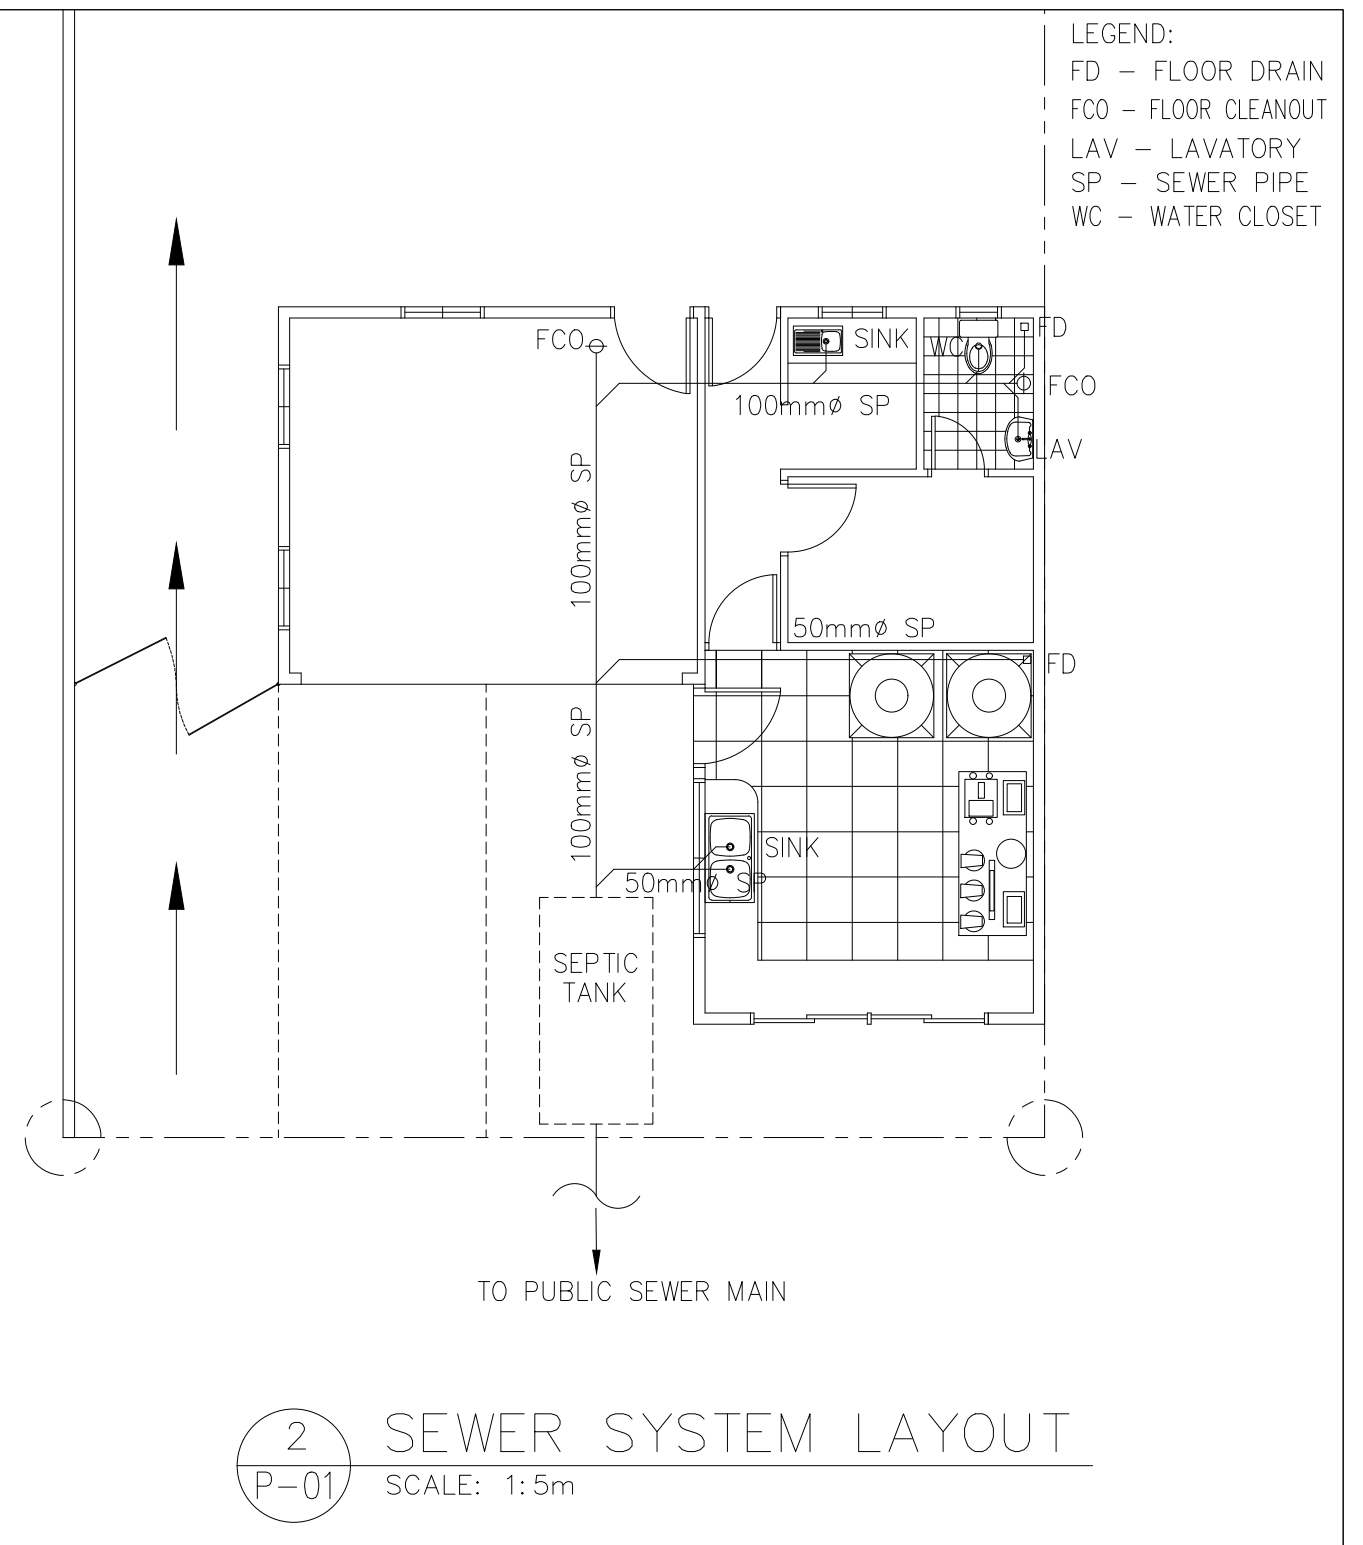 LEGEND:
FD – FLOOR DRAIN
FCO – FLOOR CLEANOUT
LAV – LAVATORY
SP – SEWER PIPE
WC – WATER CLOSET
FCO
SINK
WC
FD
FCO
100mmø SP
LAV
100mmø SP
50mmø SP
FD
100mmø SP
SINK
50mmø SP
SEPTIC
TANK
TO PUBLIC SEWER MAIN
2
P–01
SEWER SYSTEM LAYOUT
SCALE: 1:5m